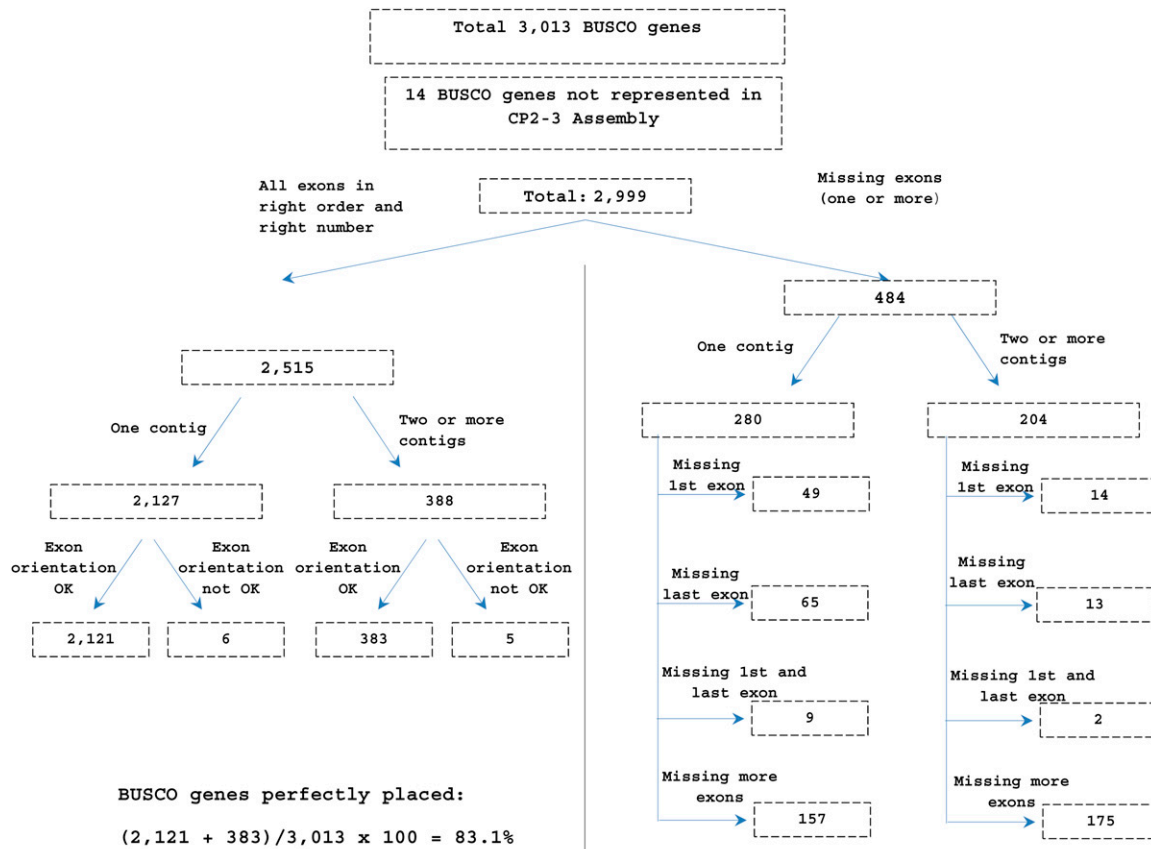 Total 3,013 BUSCO genes
14 BUSCO genes not represented in
CP2-3 Assembly
Total: 2,999
All exons in
right order and
right number
Missing exons
(one or more)
2,515
One contig
Two or more
contigs
2,127
388
Exon
orientation
OK
Exon
orientation
not OK
Exon
orientation
OK
Exon
orientation
not OK
2,121
6
383
5
BUSCO genes perfectly placed:
(2,121 + 383)/3,013 x 100 = 83.1%
484
One contig
Two or more
contigs
280
Missing
1st exon
49
Missing
last exon
65
Missing 1st and
last exon
9
Missing more
exons
157
204
Missing
1st exon
14
Missing
last exon
13
Missing 1st and
last exon
2
Missing more
exons
175